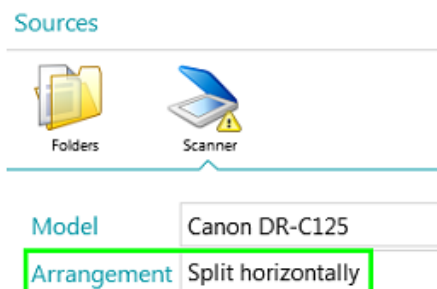 Sources
Folders Scanner
Model Canon DR-C125
Arrangement Split horizontally